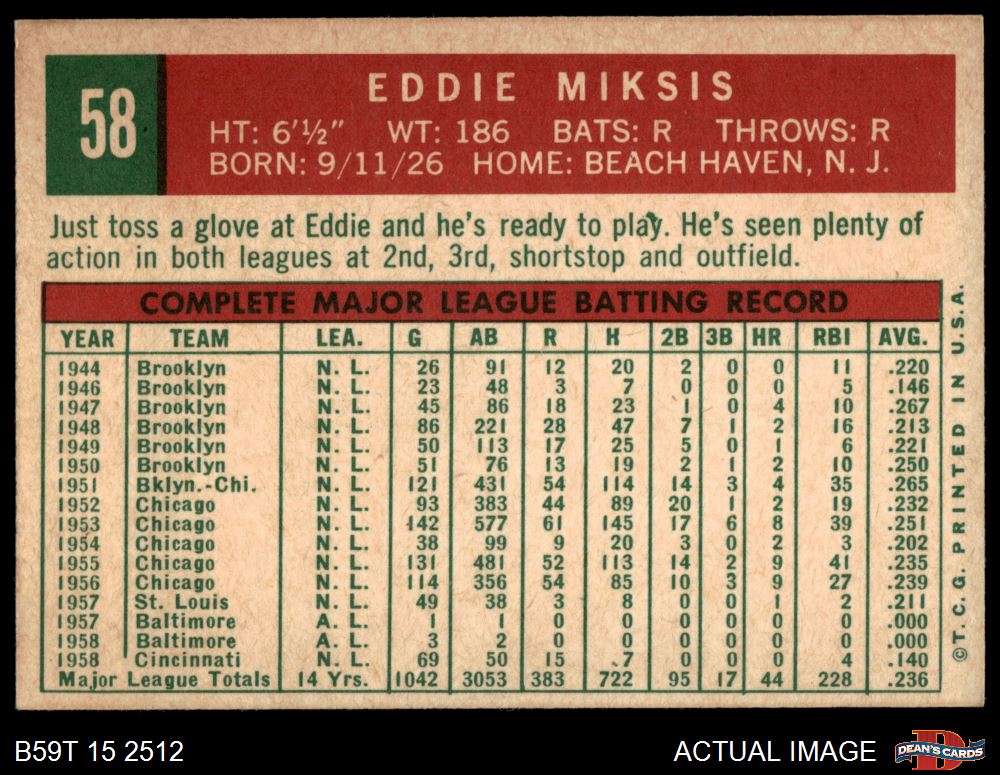 58
EDDIE MIKSIS
HT: 6'½" WT: 186 BATS: R THROWS: R
BORN: 9/11/26 HOME: BEACH HAVEN, N. J.
Just toss a glove at Eddie and he's ready to play. He's seen plenty of
action in both leagues at 2nd, 3rd, shortstop and outfield.
COMPLETE MAJOR LEAGUE BATTING RECORD
YEAR TEAM LEA. G AB R H 2B 3B HR RBI AVG.
1944 Brooklyn N. L. 26 91 12 20 2 0 0 11 .220
1946 Brooklyn N. L. 23 48 3 7 0 0 0 5 .146
1947 Brooklyn N. L. 45 86 18 23 1 0 4 10 .267
1948 Brooklyn N. L. 86 221 28 47 7 1 2 16 .213
1949 Brooklyn N. L. 50 113 17 25 5 0 1 6 .221
1950 Brooklyn N. L. 51 76 13 19 2 1 2 10 .250
1951 Bklyn.-Chi. N. L. 121 431 54 114 14 3 4 35 .265
1952 Chicago N. L. 93 383 44 89 20 1 2 19 .232
1953 Chicago N. L. 142 577 61 145 17 6 8 39 .251
1954 Chicago N. L. 38 99 9 20 3 0 2 3 .202
1955 Chicago N. L. 131 481 52 113 14 2 9 41 .235
1956 Chicago N. L. 114 356 54 85 10 3 9 27 .239
1957 St. Louis N. L. 49 38 3 8 0 0 1 2 .211
1957 Baltimore A. L. 1 1 0 0 0 0 0 0 .000
1958 Baltimore A. L. 3 2 0 0 0 0 0 0 .000
1958 Cincinnati N. L. 69 50 15 7 0 0 0 4 .140
Major League Totals 14 Yrs. 1042 3053 383 722 95 17 44 228 .236
©T. C. G. PRINTED IN U.S.A.
B59T 15 2512
ACTUAL IMAGE
D
DEAN'S CARDS